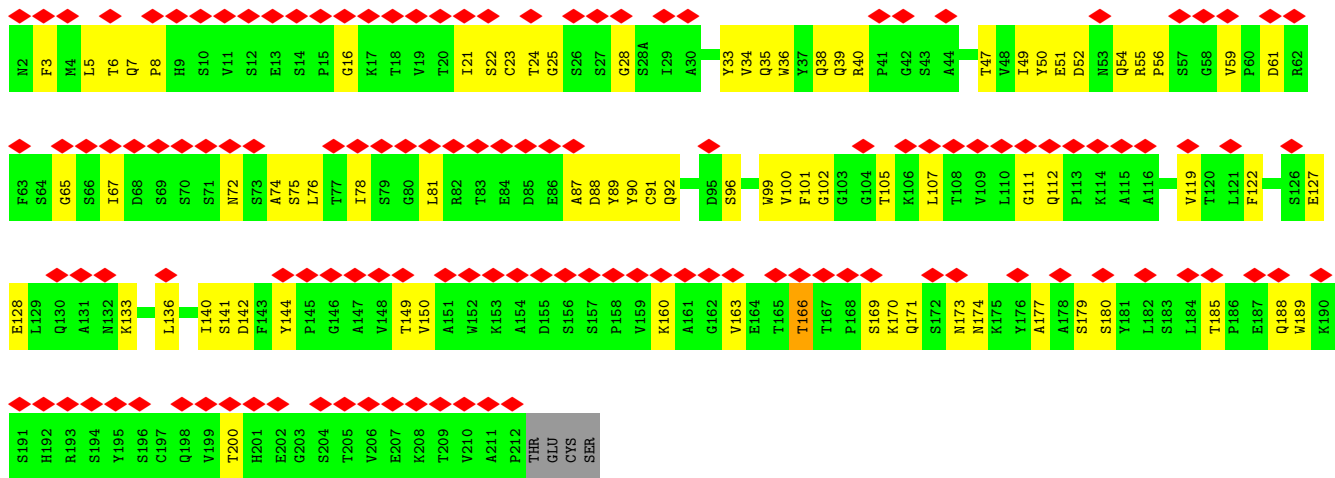 N2 F3 M4 L5 T6 Q7 P8 H9 S10 V11 S12 E13 S14 P15 G16 K17 T18 V19 T20 I21 S22 C23 T24 G25 S26 S27 G28 S28A I29 A30 Y33 V34 Q35 W36 Y37 Q38 Q39 R40 P41 G42 S43 A44 T47 V48 I49 Y50 E51 D52 N53 Q54 R55 P56 S57 G58 V59 P60 D61 R62
F63 S64 G65 S66 I67 D68 S69 S70 S71 N72 S73 A74 S75 L76 T77 I78 S79 G80 L81 R82 T83 E84 D85 E86 A87 D88 Y89 Y90 C91 Q92 D95 S96 W99 V100 F101 G102 G103 G104 T105 K106 L107 T108 V109 L110 G111 Q112 P113 K114 A115 A116 V119 T120 L121 F122 S126 E127
E128 L129 Q130 A131 N132 K133 L136 I140 S141 D142 F143 Y144 P145 G146 A147 V148 T149 V150 A151 W152 K153 A154 D155 S156 S157 P158 V159 K160 A161 G162 V163 E164 T165 T166 T167 P168 S169 K170 Q171 S172 N173 N174 K175 Y176 A177 A178 S179 S180 Y181 L182 S183 L184 T185 P186 E187 Q188 W189 K190
S191 H192 R193 S194 Y195 S196 C197 Q198 V199 T200 H201 E202 G203 S204 T205 V206 E207 K208 T209 V210 A211 P212 THR GLU CYS SER